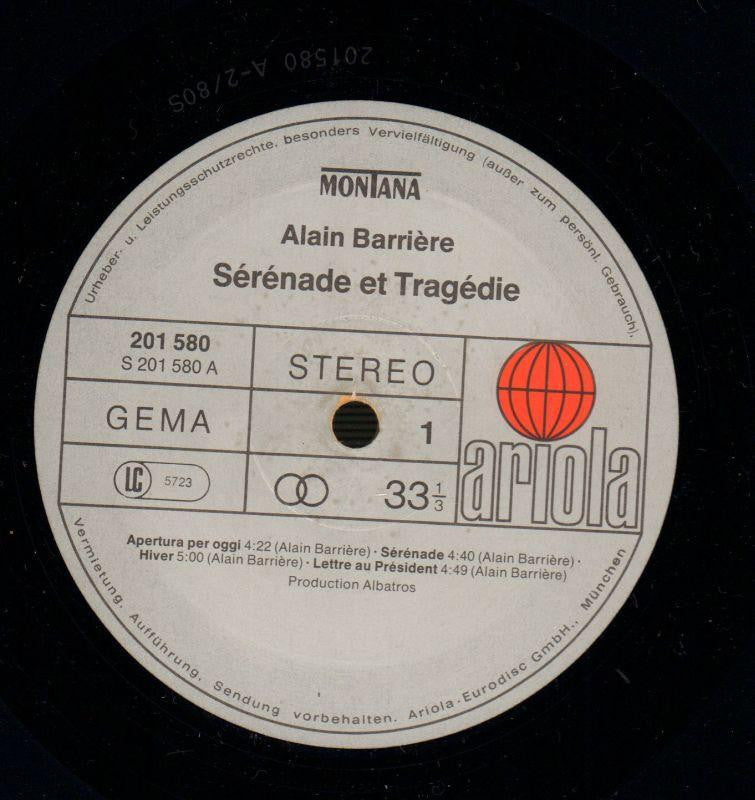 201580 A-2/80S
Urheber- u. Leistungsschutzrechte, besonders Vervielfältigung (außer zum persönl. Gebrauch),
MONTANA
Alain Barrière
Sérénade et Tragédie
201 580
S 201 580 A
STEREO
GEMA
1
ariola
LC 5723
33 1/3
Apertura per oggi 4:22 (Alain Barrière) · Sérénade 4:40 (Alain Barrière) ·
Hiver 5:00 (Alain Barrière) · Lettre au Président 4:49 (Alain Barrière)
Production Albatros
Vermietung, Aufführung, Sendung vorbehalten. Ariola-Eurodisc GmbH., München